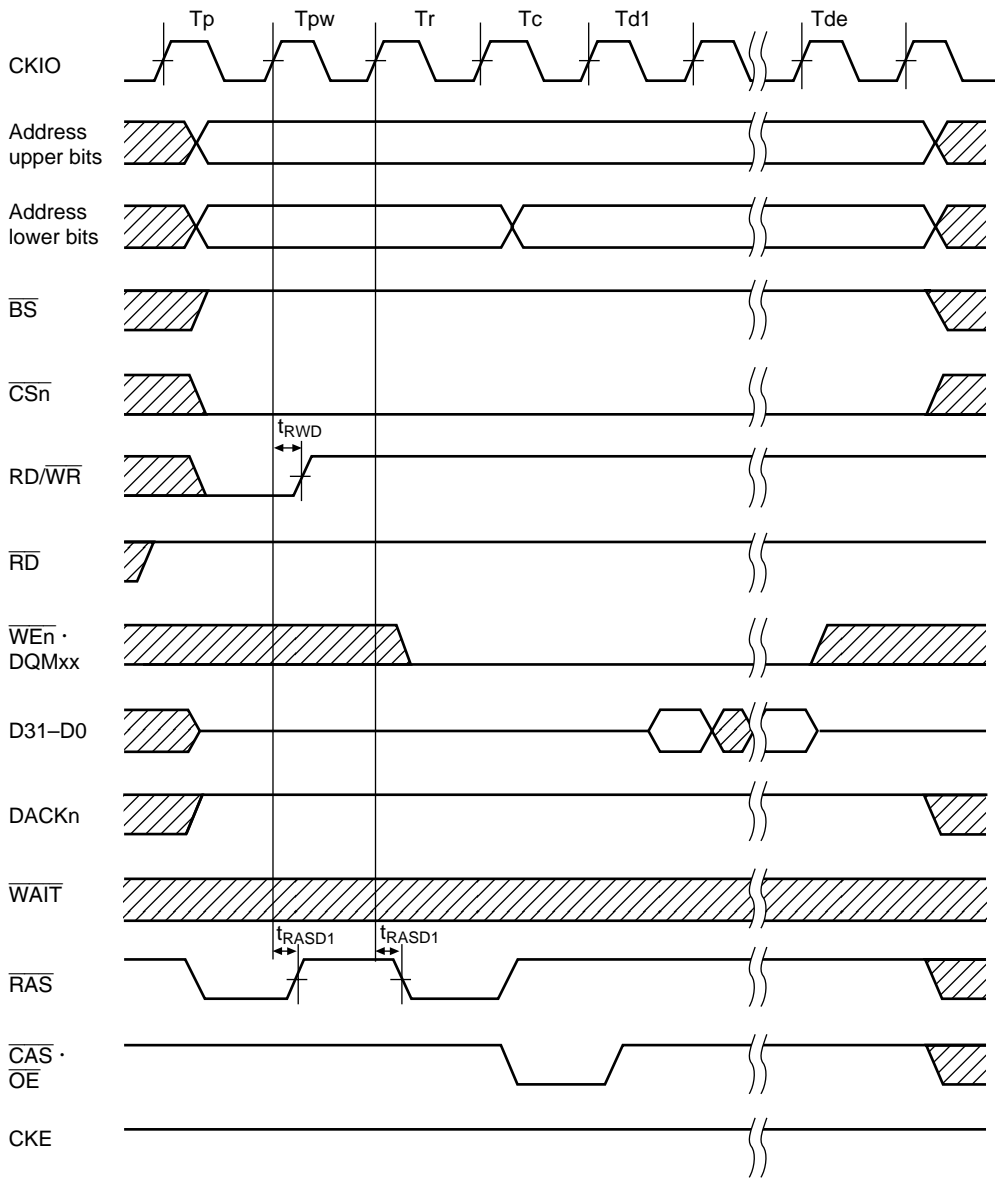 Tp Tpw Tr Tc Td1 Tde
CKIO
Address
upper bits
Address
lower bits
BS
CSn
tRWD
RD/WR
RD
WEn ·
DQMxx
D31–D0
DACKn
WAIT
tRASD1 tRASD1
RAS
CAS ·
OE
CKE